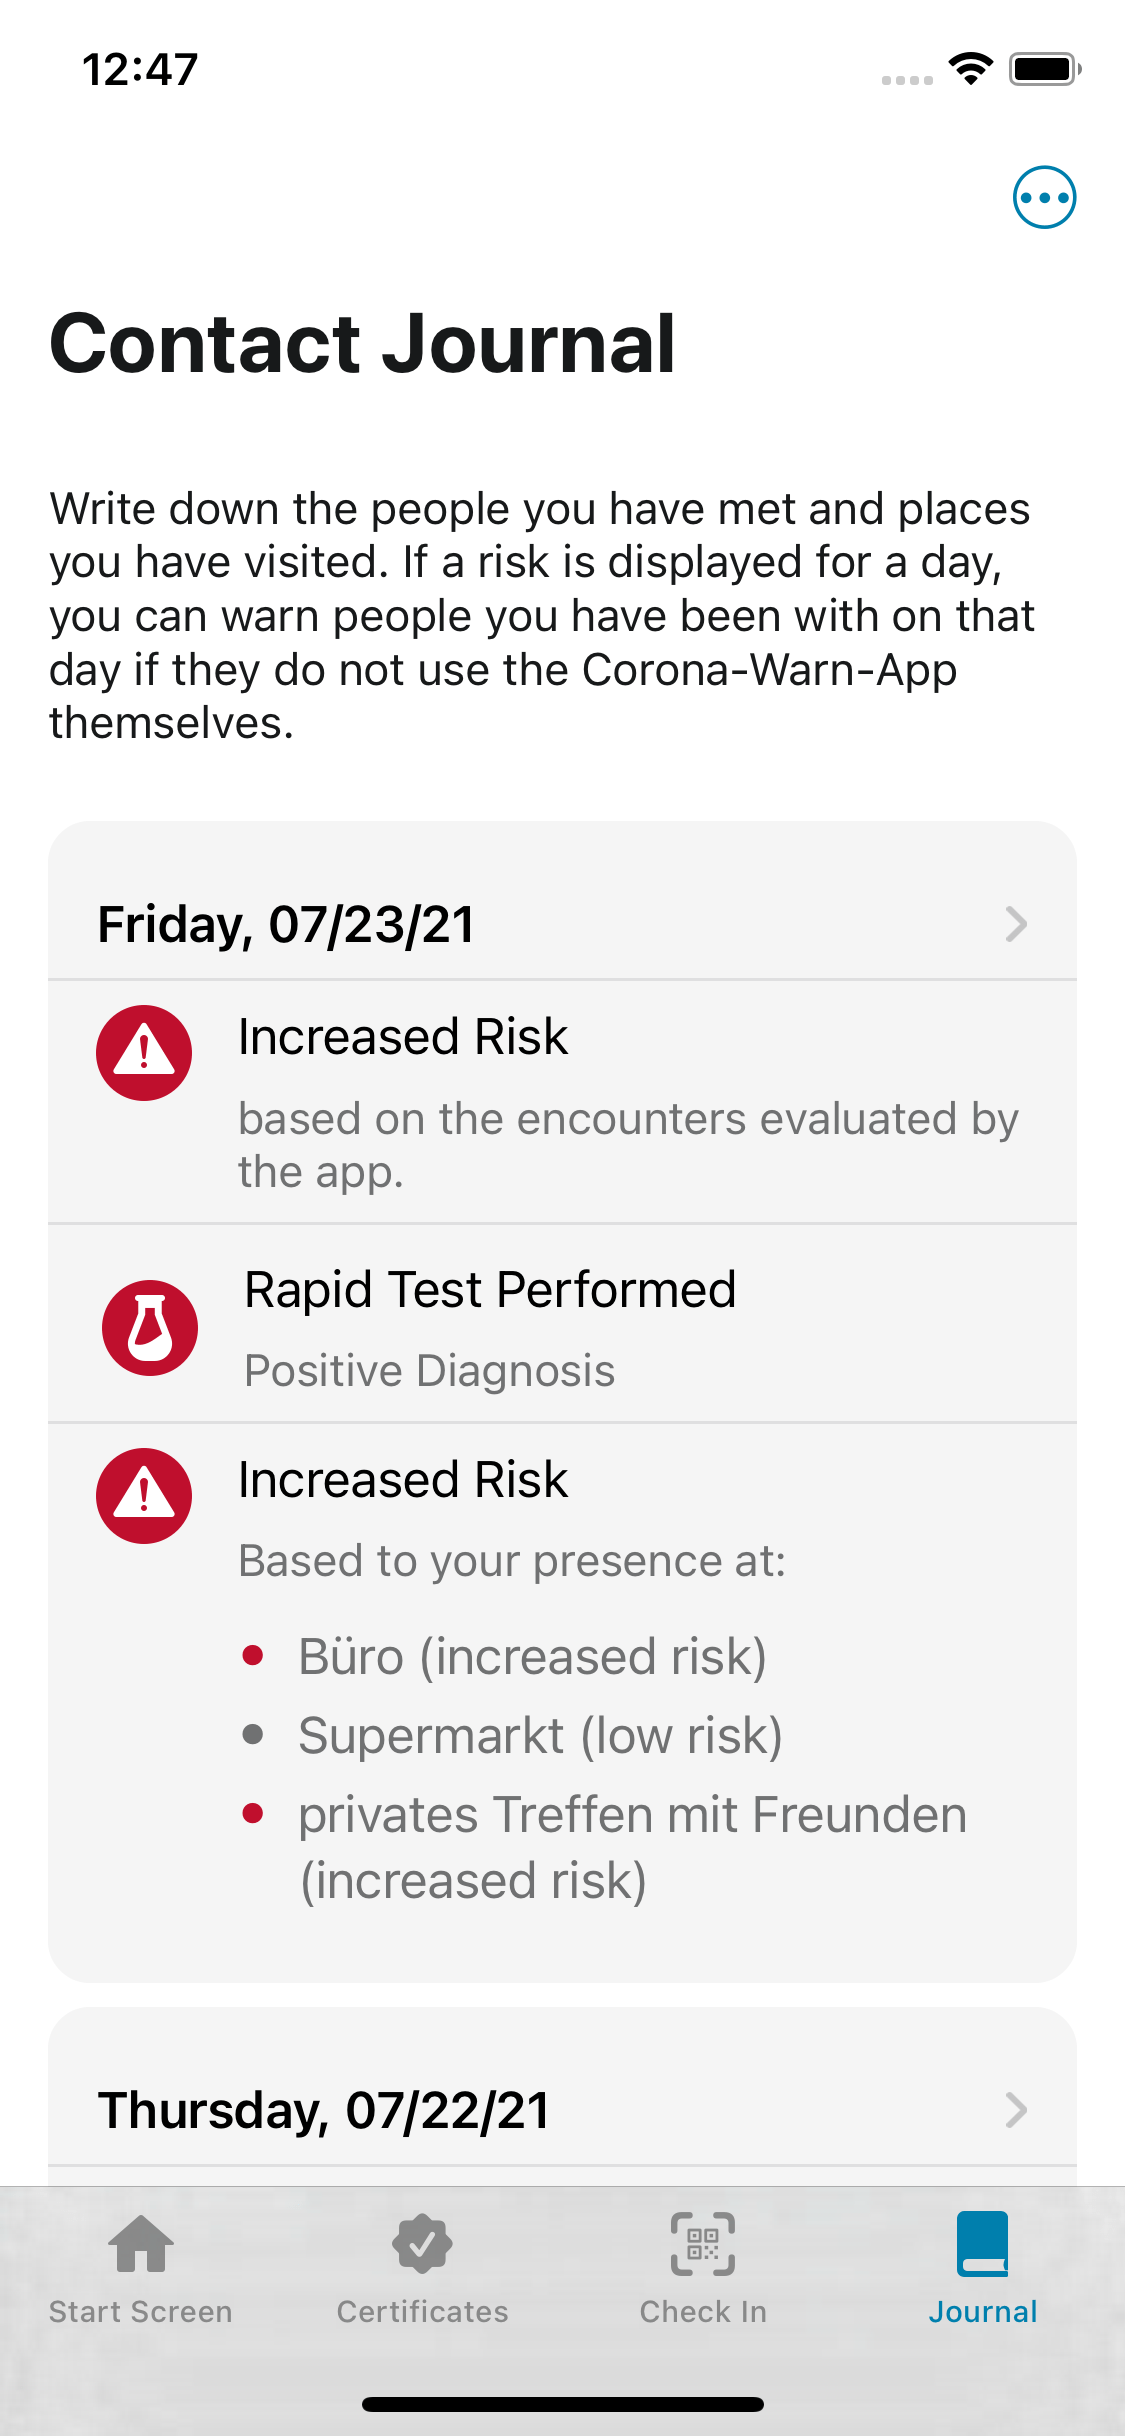 12:47
Contact Journal
Write down the people you have met and places
you have visited. If a risk is displayed for a day,
you can warn people you have been with on that
day if they do not use the Corona-Warn-App
themselves.
Friday, 07/23/21
Increased Risk
based on the encounters evaluated by
the app.
Rapid Test Performed
Positive Diagnosis
Increased Risk
Based to your presence at:
• Büro (increased risk)
• Supermarkt (low risk)
• privates Treffen mit Freunden
(increased risk)
Thursday, 07/22/21
Start Screen
Certificates
Check In
Journal